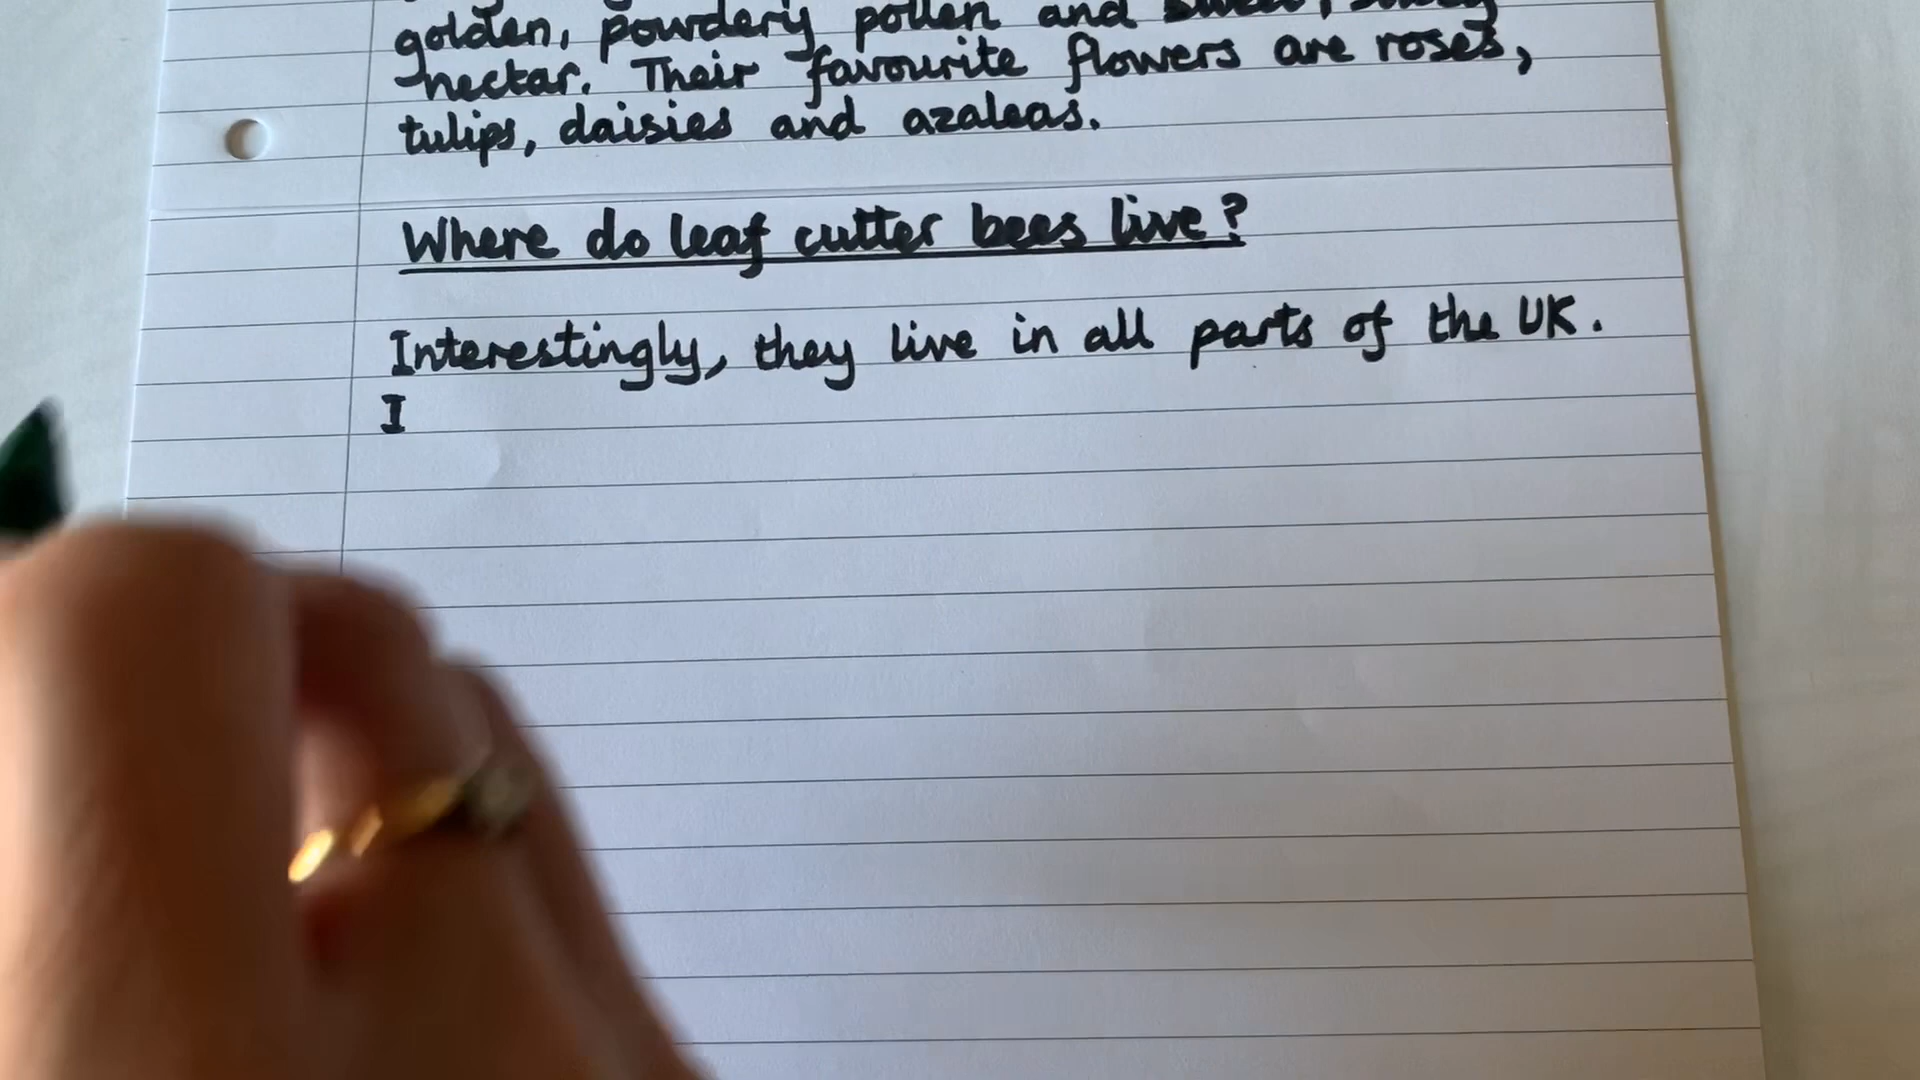 golden, powdery pollen and
nectar. Their favourite flowers are roses,
tulips, daisies and azaleas.
Where do leaf cutter bees live?
Interestingly, they live in all parts of the UK.
I